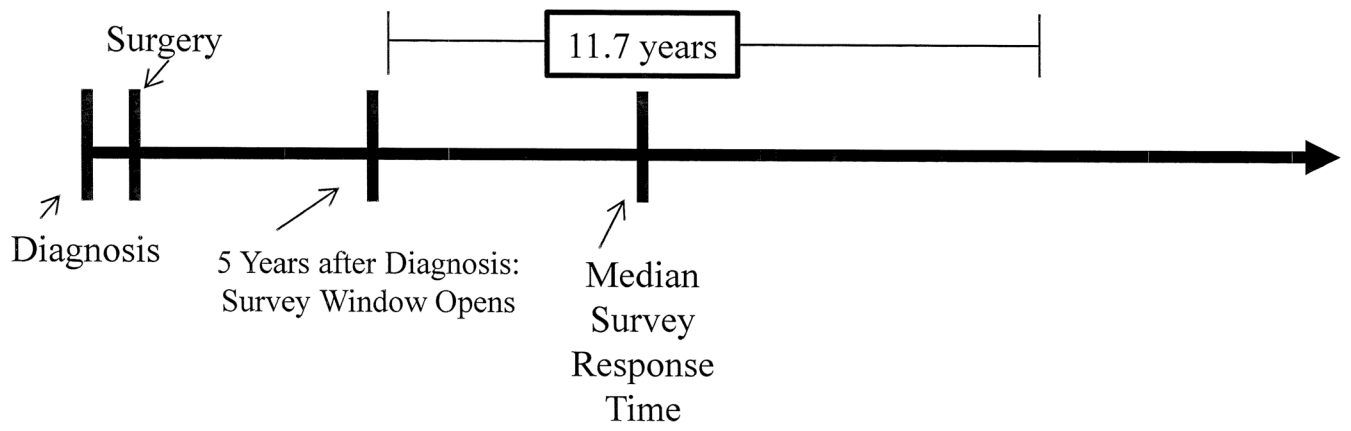 Surgery
11.7 years
Diagnosis
5 Years after Diagnosis:
Survey Window Opens
Median
Survey
Response
Time